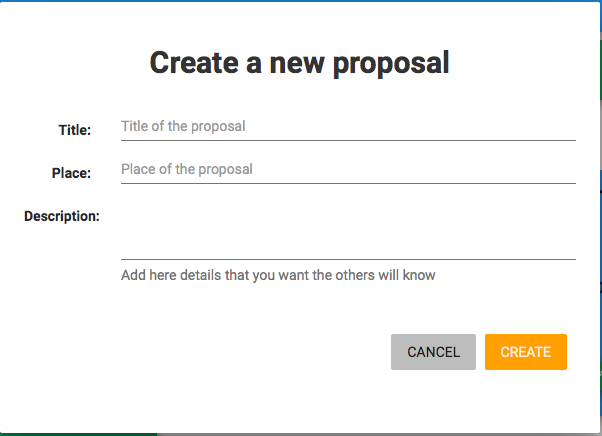 Create a new proposal
Title: Title of the proposal
Place: Place of the proposal
Description:
Add here details that you want the others will know
CANCEL CREATE